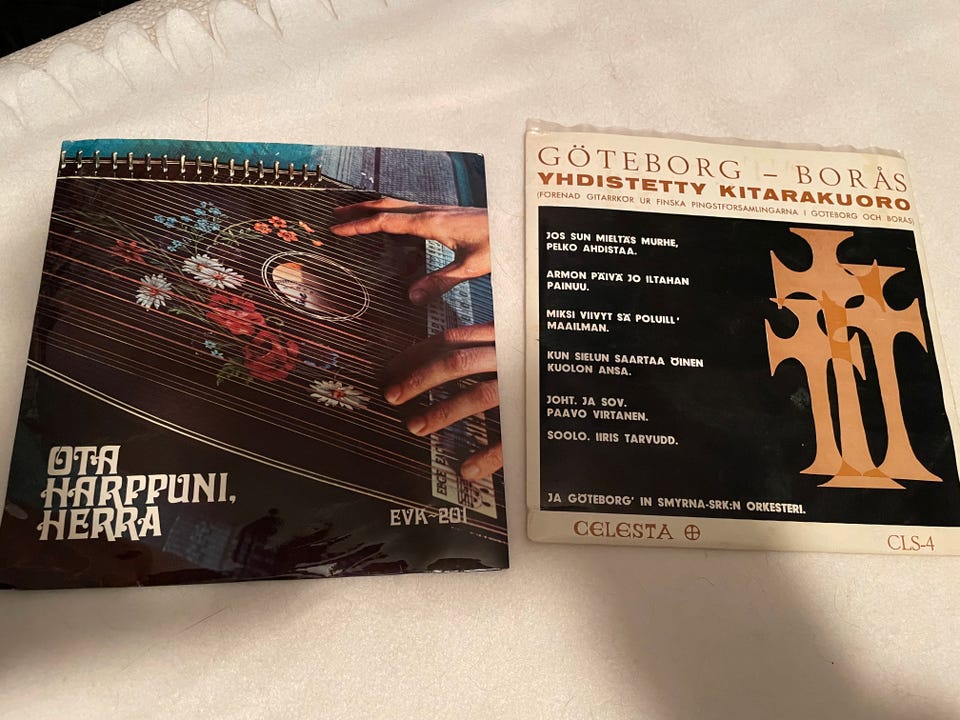 OTA
HARPPUNI,
HERRA
EVK-201
GÖTEBORG - BORÅS
YHDISTETTY KITARAKUORO
(FÖRENAD GITARRKÖR UR FINSKA PINGSTFÖRSAMLINGARNA I GÖTEBORG OCH BORÅS)
JOS SUN MIELTÄS MURHE,
PELKO AHDISTAA.
ARMON PÄIVÄ JO ILTAHAN
PAINUU.
MIKSI VIIVYT SÄ POLUILL'
MAAILMAN.
KUN SIELUN SAARTAA ÖINEN
KUOLON ANSA.
JOHT. JA SOV.
PAAVO VIRTANEN.
SOOLO. IIRIS TARVUDD.
JA GÖTEBORG' IN SMYRNA-SRK:N ORKESTERI.
CELESTA
CLS-4